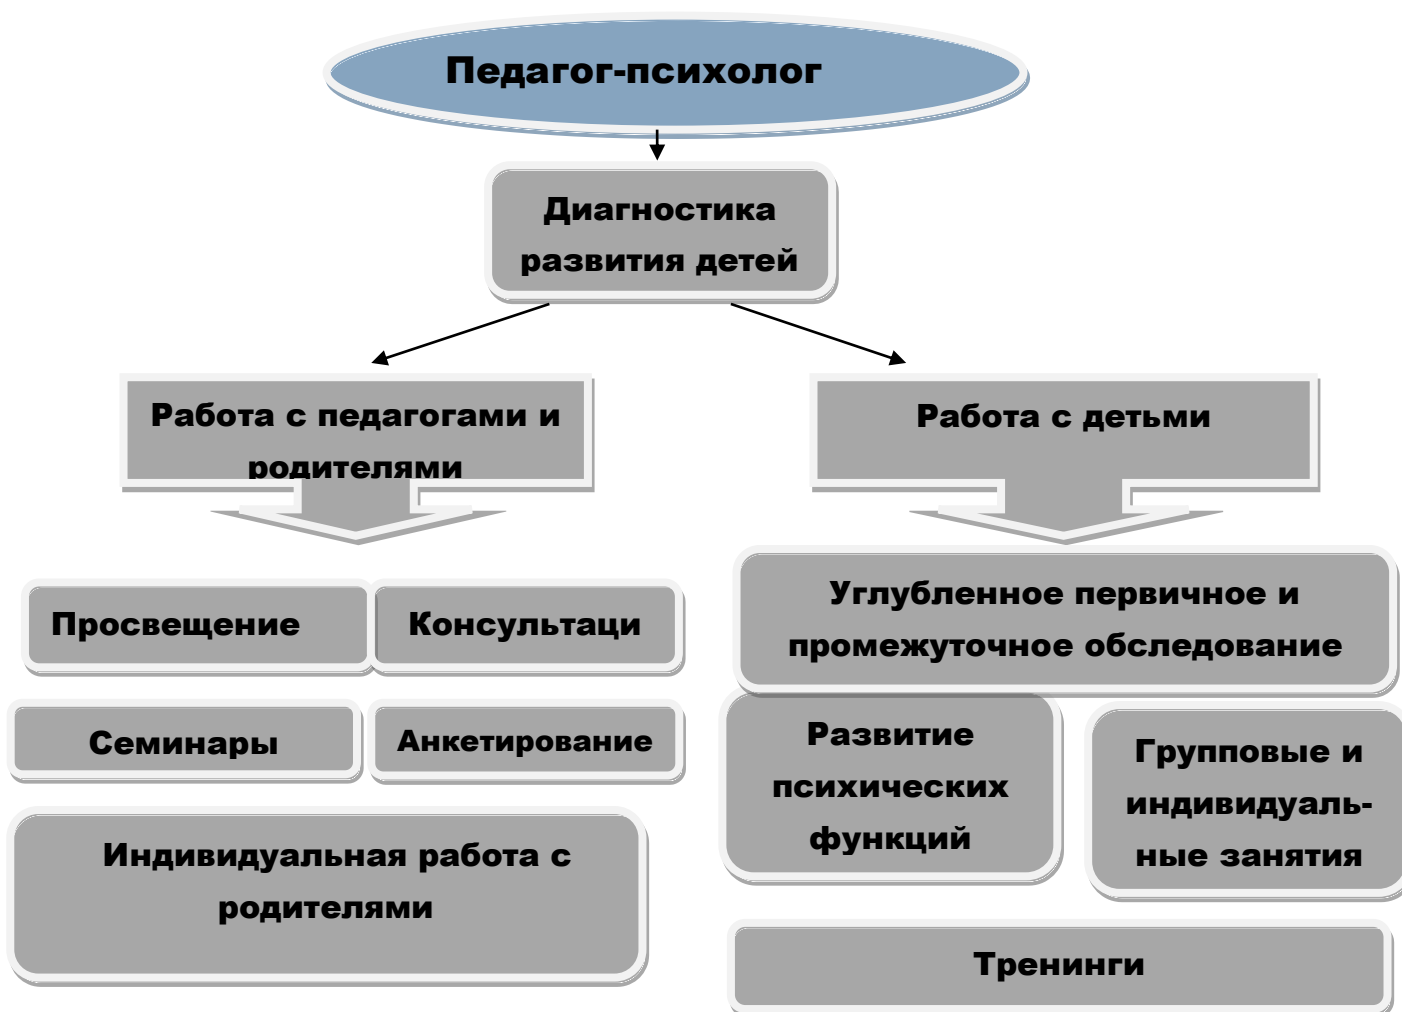 Педагог-психолог
Диагностика
развития детей
Работа с педагогами и
родителями
Работа с детьми
Просвещение
Консультаци
Семинары
Анкетирование
Индивидуальная работа с
родителями
Углубленное первичное и
промежуточное обследование
Развитие
психических
функций
Групповые и
индивидуаль-
ные занятия
Тренинги